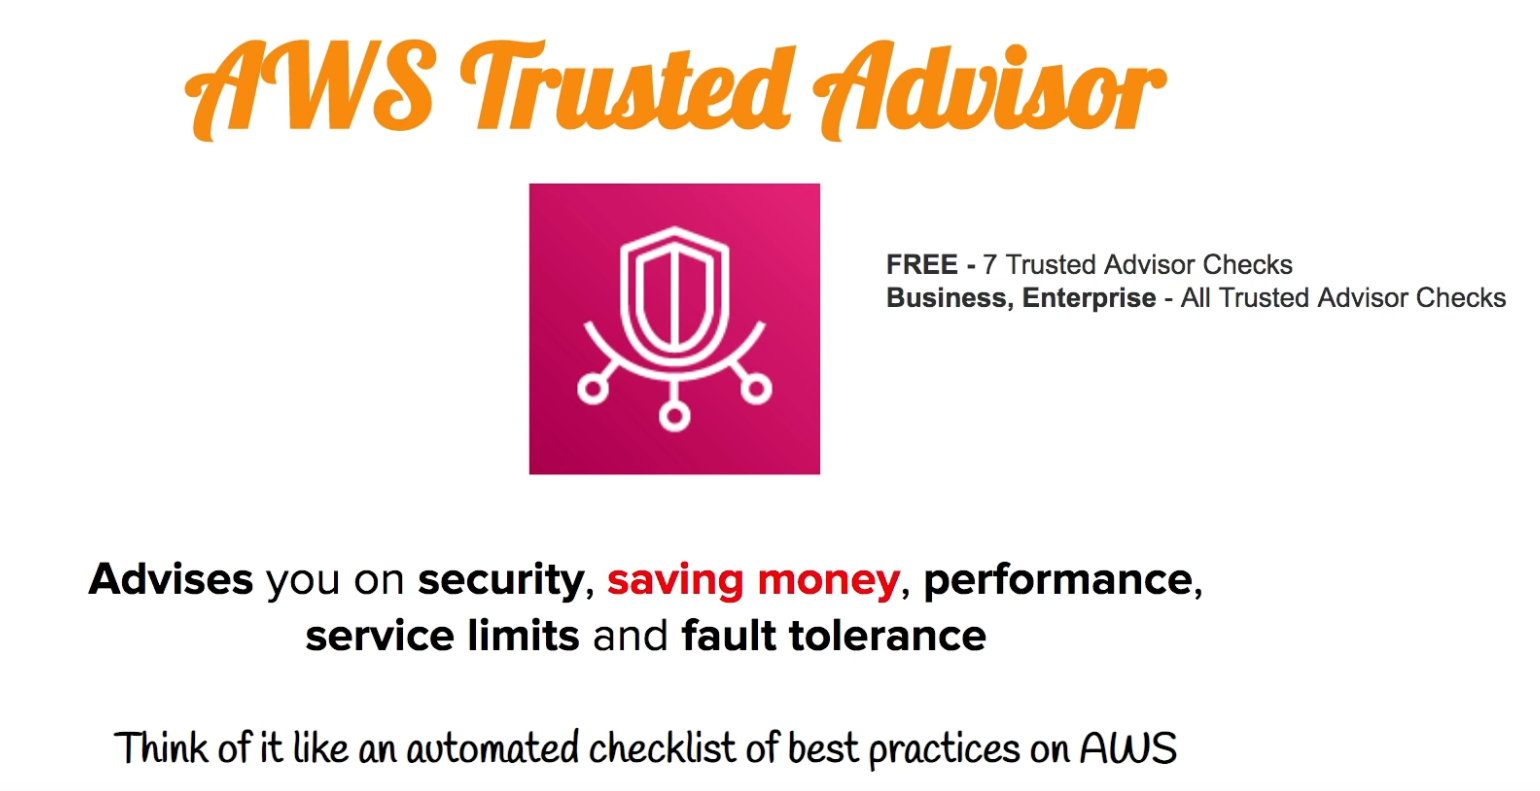 AWS Trusted Advisor
FREE - 7 Trusted Advisor Checks
Business, Enterprise - All Trusted Advisor Checks
Advises you on security, saving money, performance,
service limits and fault tolerance
Think of it like an automated checklist of best practices on AWS